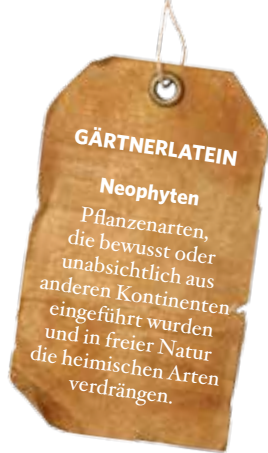 GÄRTNERLATEIN
Neophyten
Pflanzenarten,
die bewusst oder
unabsichtlich aus
anderen Kontinenten
eingeführt wurden
und in freier Natur
die heimischen Arten
verdrängen.